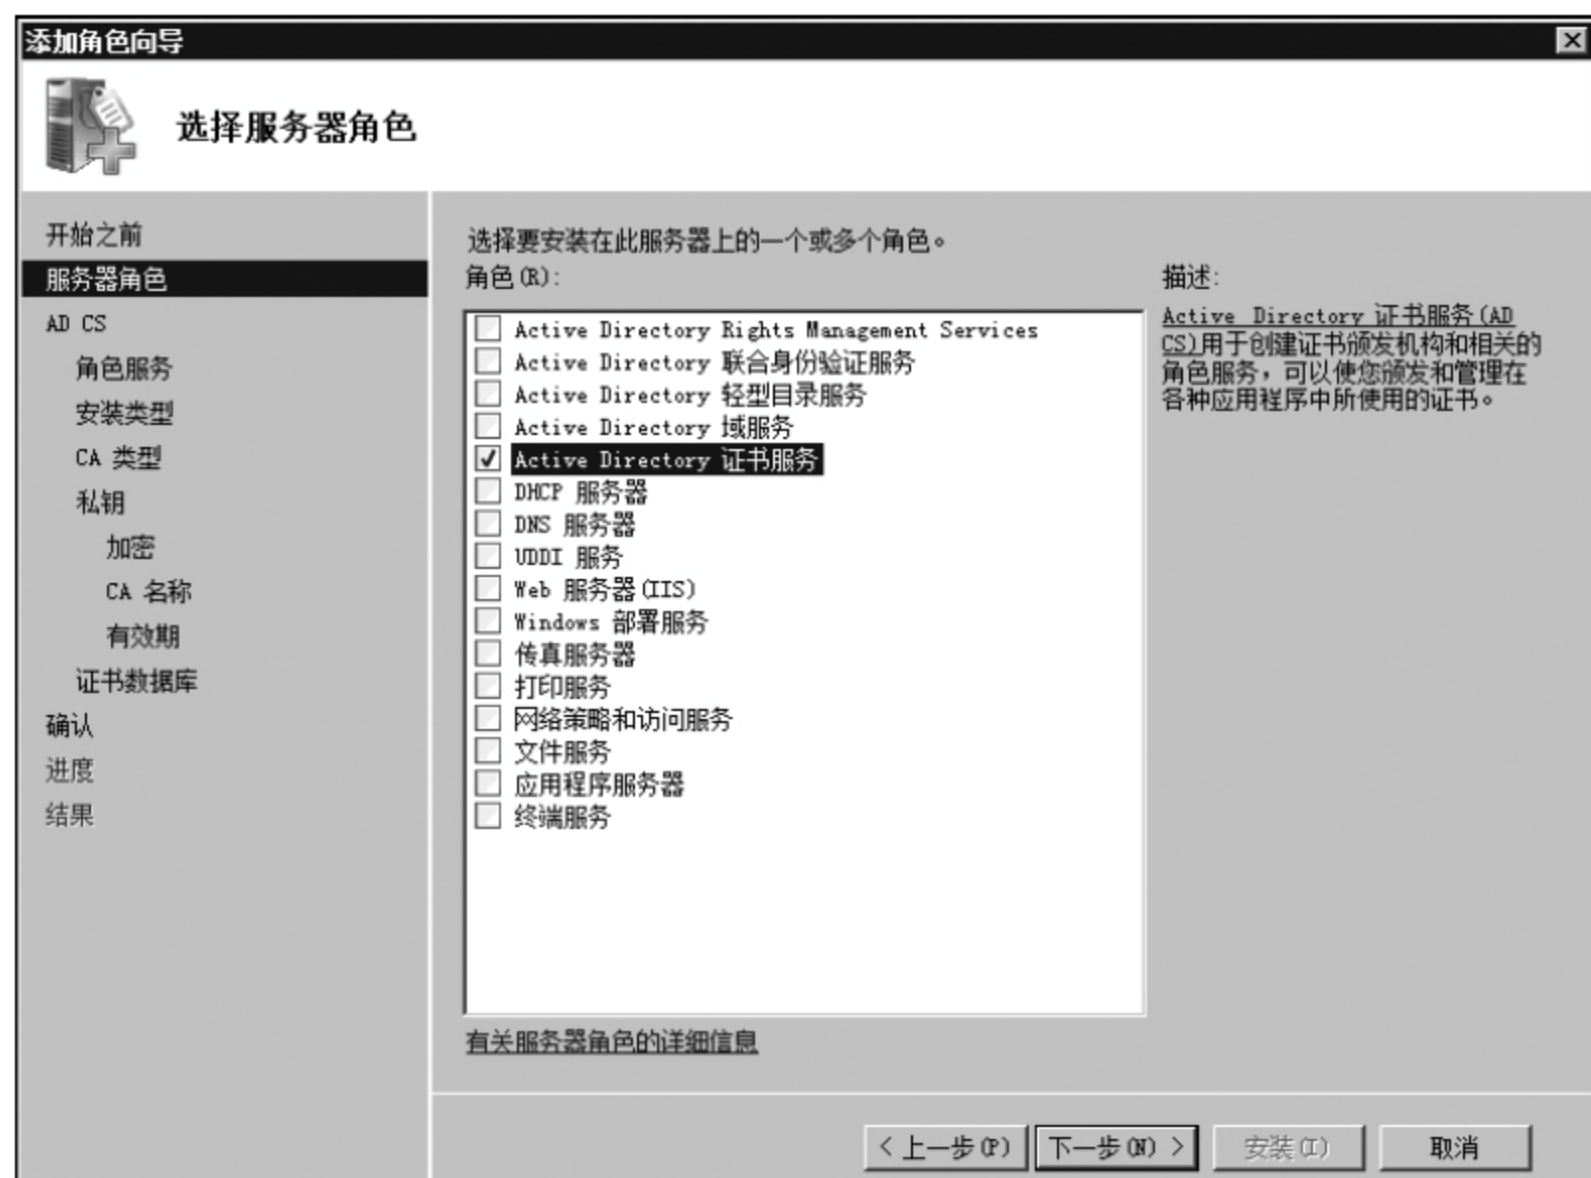 添加角色向导
选择服务器角色
开始之前
服务器角色
AD CS
角色服务
安装类型
CA 类型
私钥
加密
CA 名称
有效期
证书数据库
确认
进度
结果
选择要安装在此服务器上的一个或多个角色。
角色(R):
Active Directory Rights Management Services
Active Directory 联合身份验证服务
Active Directory 轻型目录服务
Active Directory 域服务
Active Directory 证书服务
DHCP 服务器
DNS 服务器
UDDI 服务
Web 服务器(IIS)
Windows 部署服务
传真服务器
打印服务
网络策略和访问服务
文件服务
应用程序服务器
终端服务
有关服务器角色的详细信息
描述:
Active Directory 证书服务(AD
CS)用于创建证书颁发机构和相关的
角色服务，可以使您颁发和管理在
各种应用程序中所使用的证书。
< 上一步(P)
下一步(N) >
安装(I)
取消